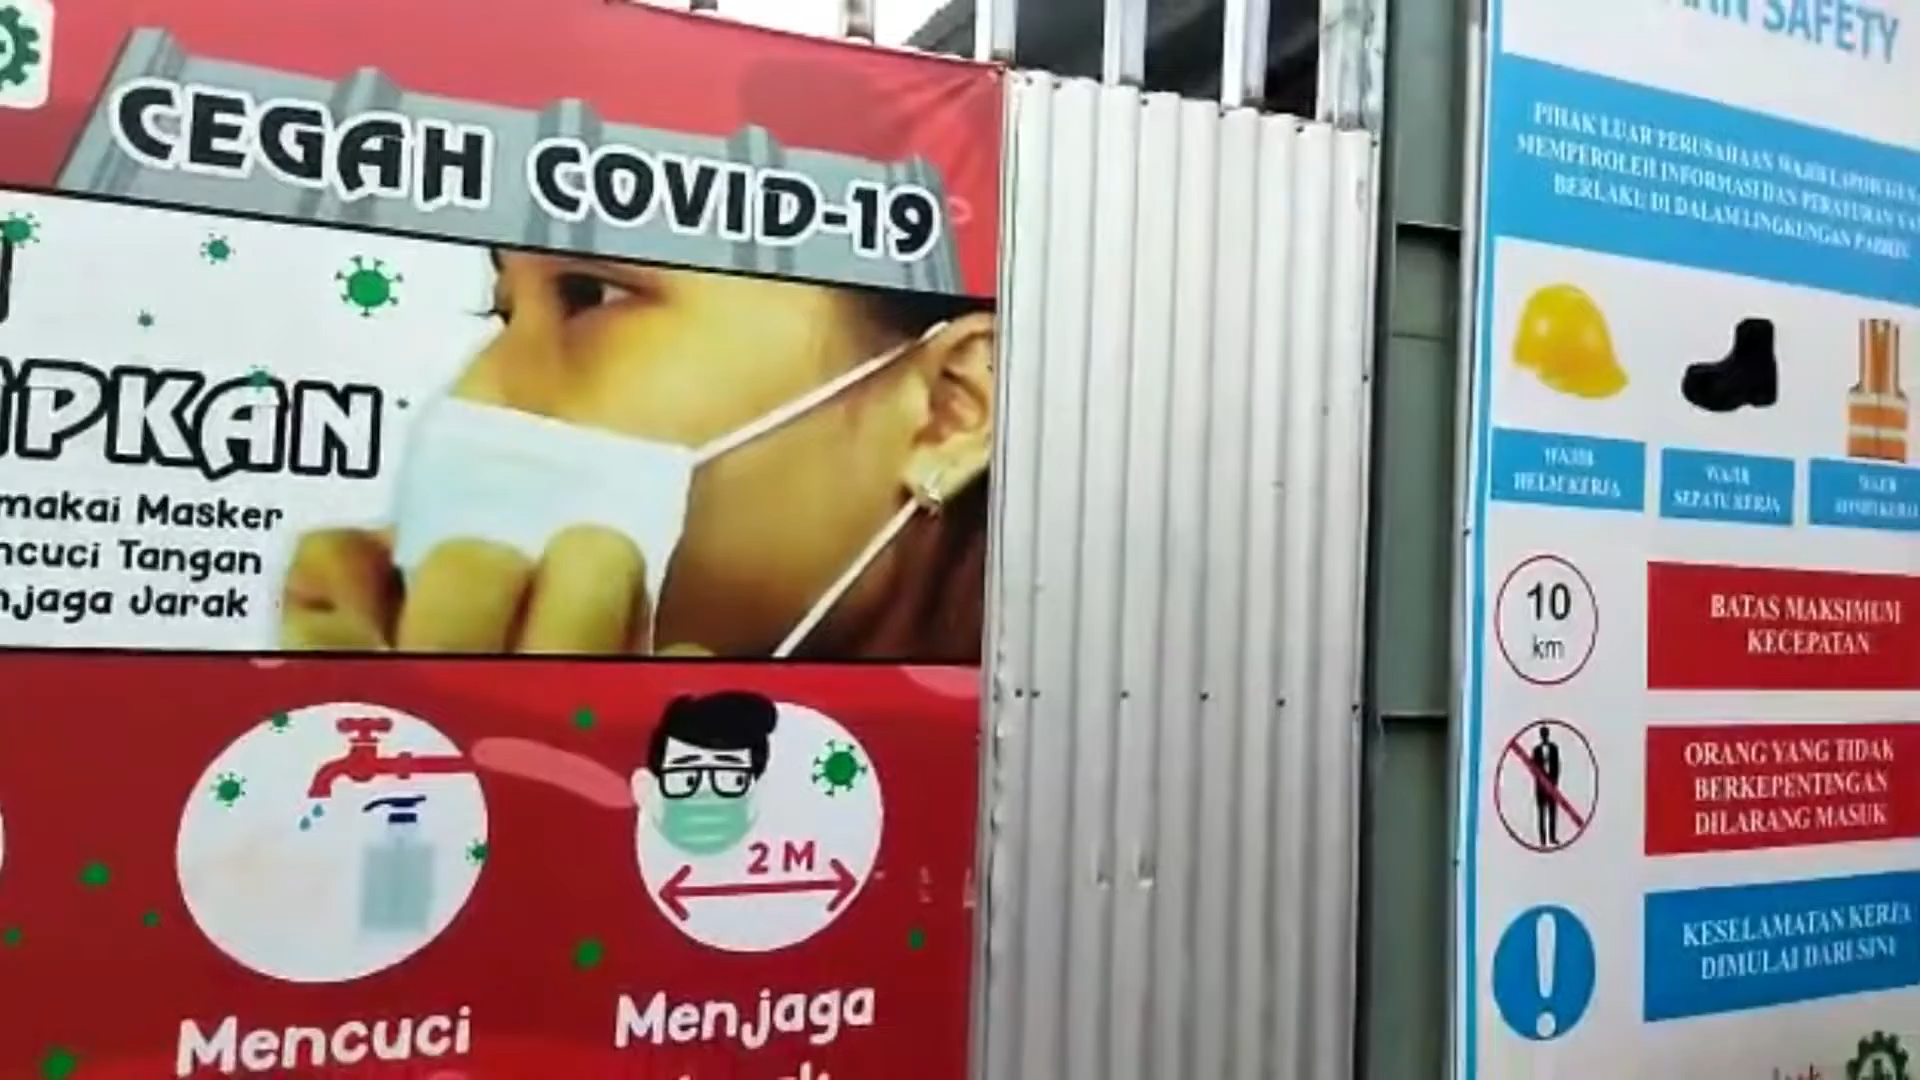 CEGAH COVID-19
PKAN
makai Masker
ncuci Tangan
njaga Jarak
2 M
Mencuci
Menjaga
SAFETY
PIHAK LUAR PERUSAHAAN WAJIB LAPOR
MEMPEROLEH INFORMASI DAN PERATURAN
BERLAKU DI DALAM LINGKUNGAN PABRIK
WAJIB
HELM KERJA
WAJIB
SEPATU KERJA
WAJIB
10
km
BATAS MAKSIMUM
KECEPATAN
ORANG YANG TIDAK
BERKEPENTINGAN
DILARANG MASUK
KESELAMATAN KERJA
DIMULAI DARI SINI